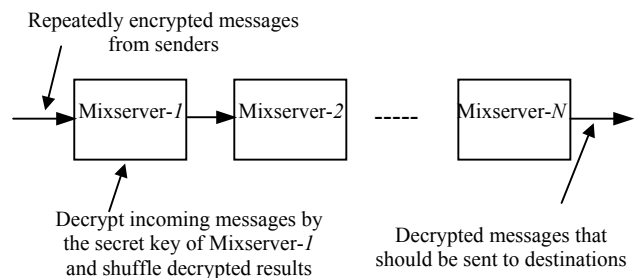 Repeatedly encrypted messages
from senders
Mixserver-1
Mixserver-2
Mixserver-N
Decrypt incoming messages by
the secret key of Mixserver-1
and shuffle decrypted results
Decrypted messages that
should be sent to destinations